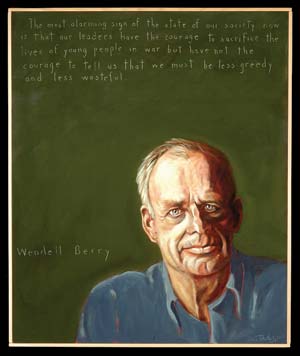 The most alarming sign of the state of our society now
is that our leaders have the courage to sacrifice the
lives of young people in war but have not the
courage to tell us that we must be less greedy
and less wasteful.
Wendell Berry